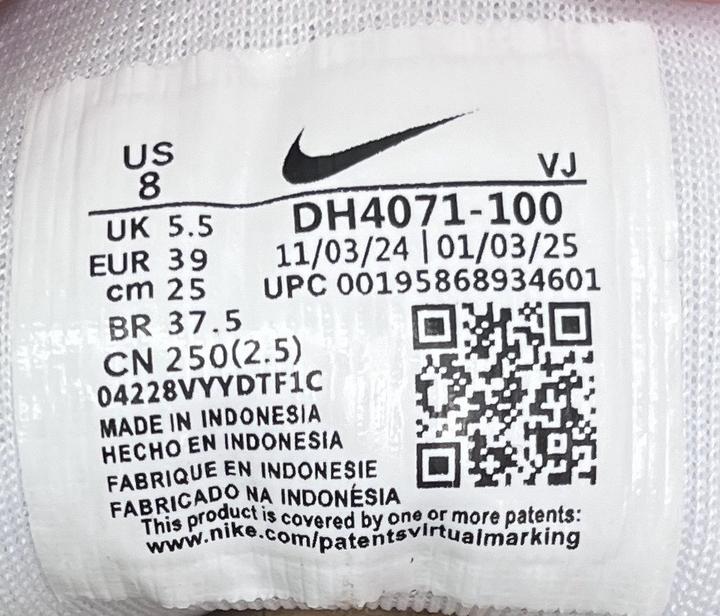 US
8
VJ
UK 5.5
DH4071-100
EUR 39
11/03/24 | 01/03/25
cm 25
UPC 00195868934601
BR 37.5
CN 250(2.5)
04228VYYDTF1C
MADE IN INDONESIA
HECHO EN INDONESIA
FABRIQUE EN INDONESIE
FABRICADO NA INDONÉSIA
This product is covered by one or more patents:
www.nike.com/patentsvirtualmarking